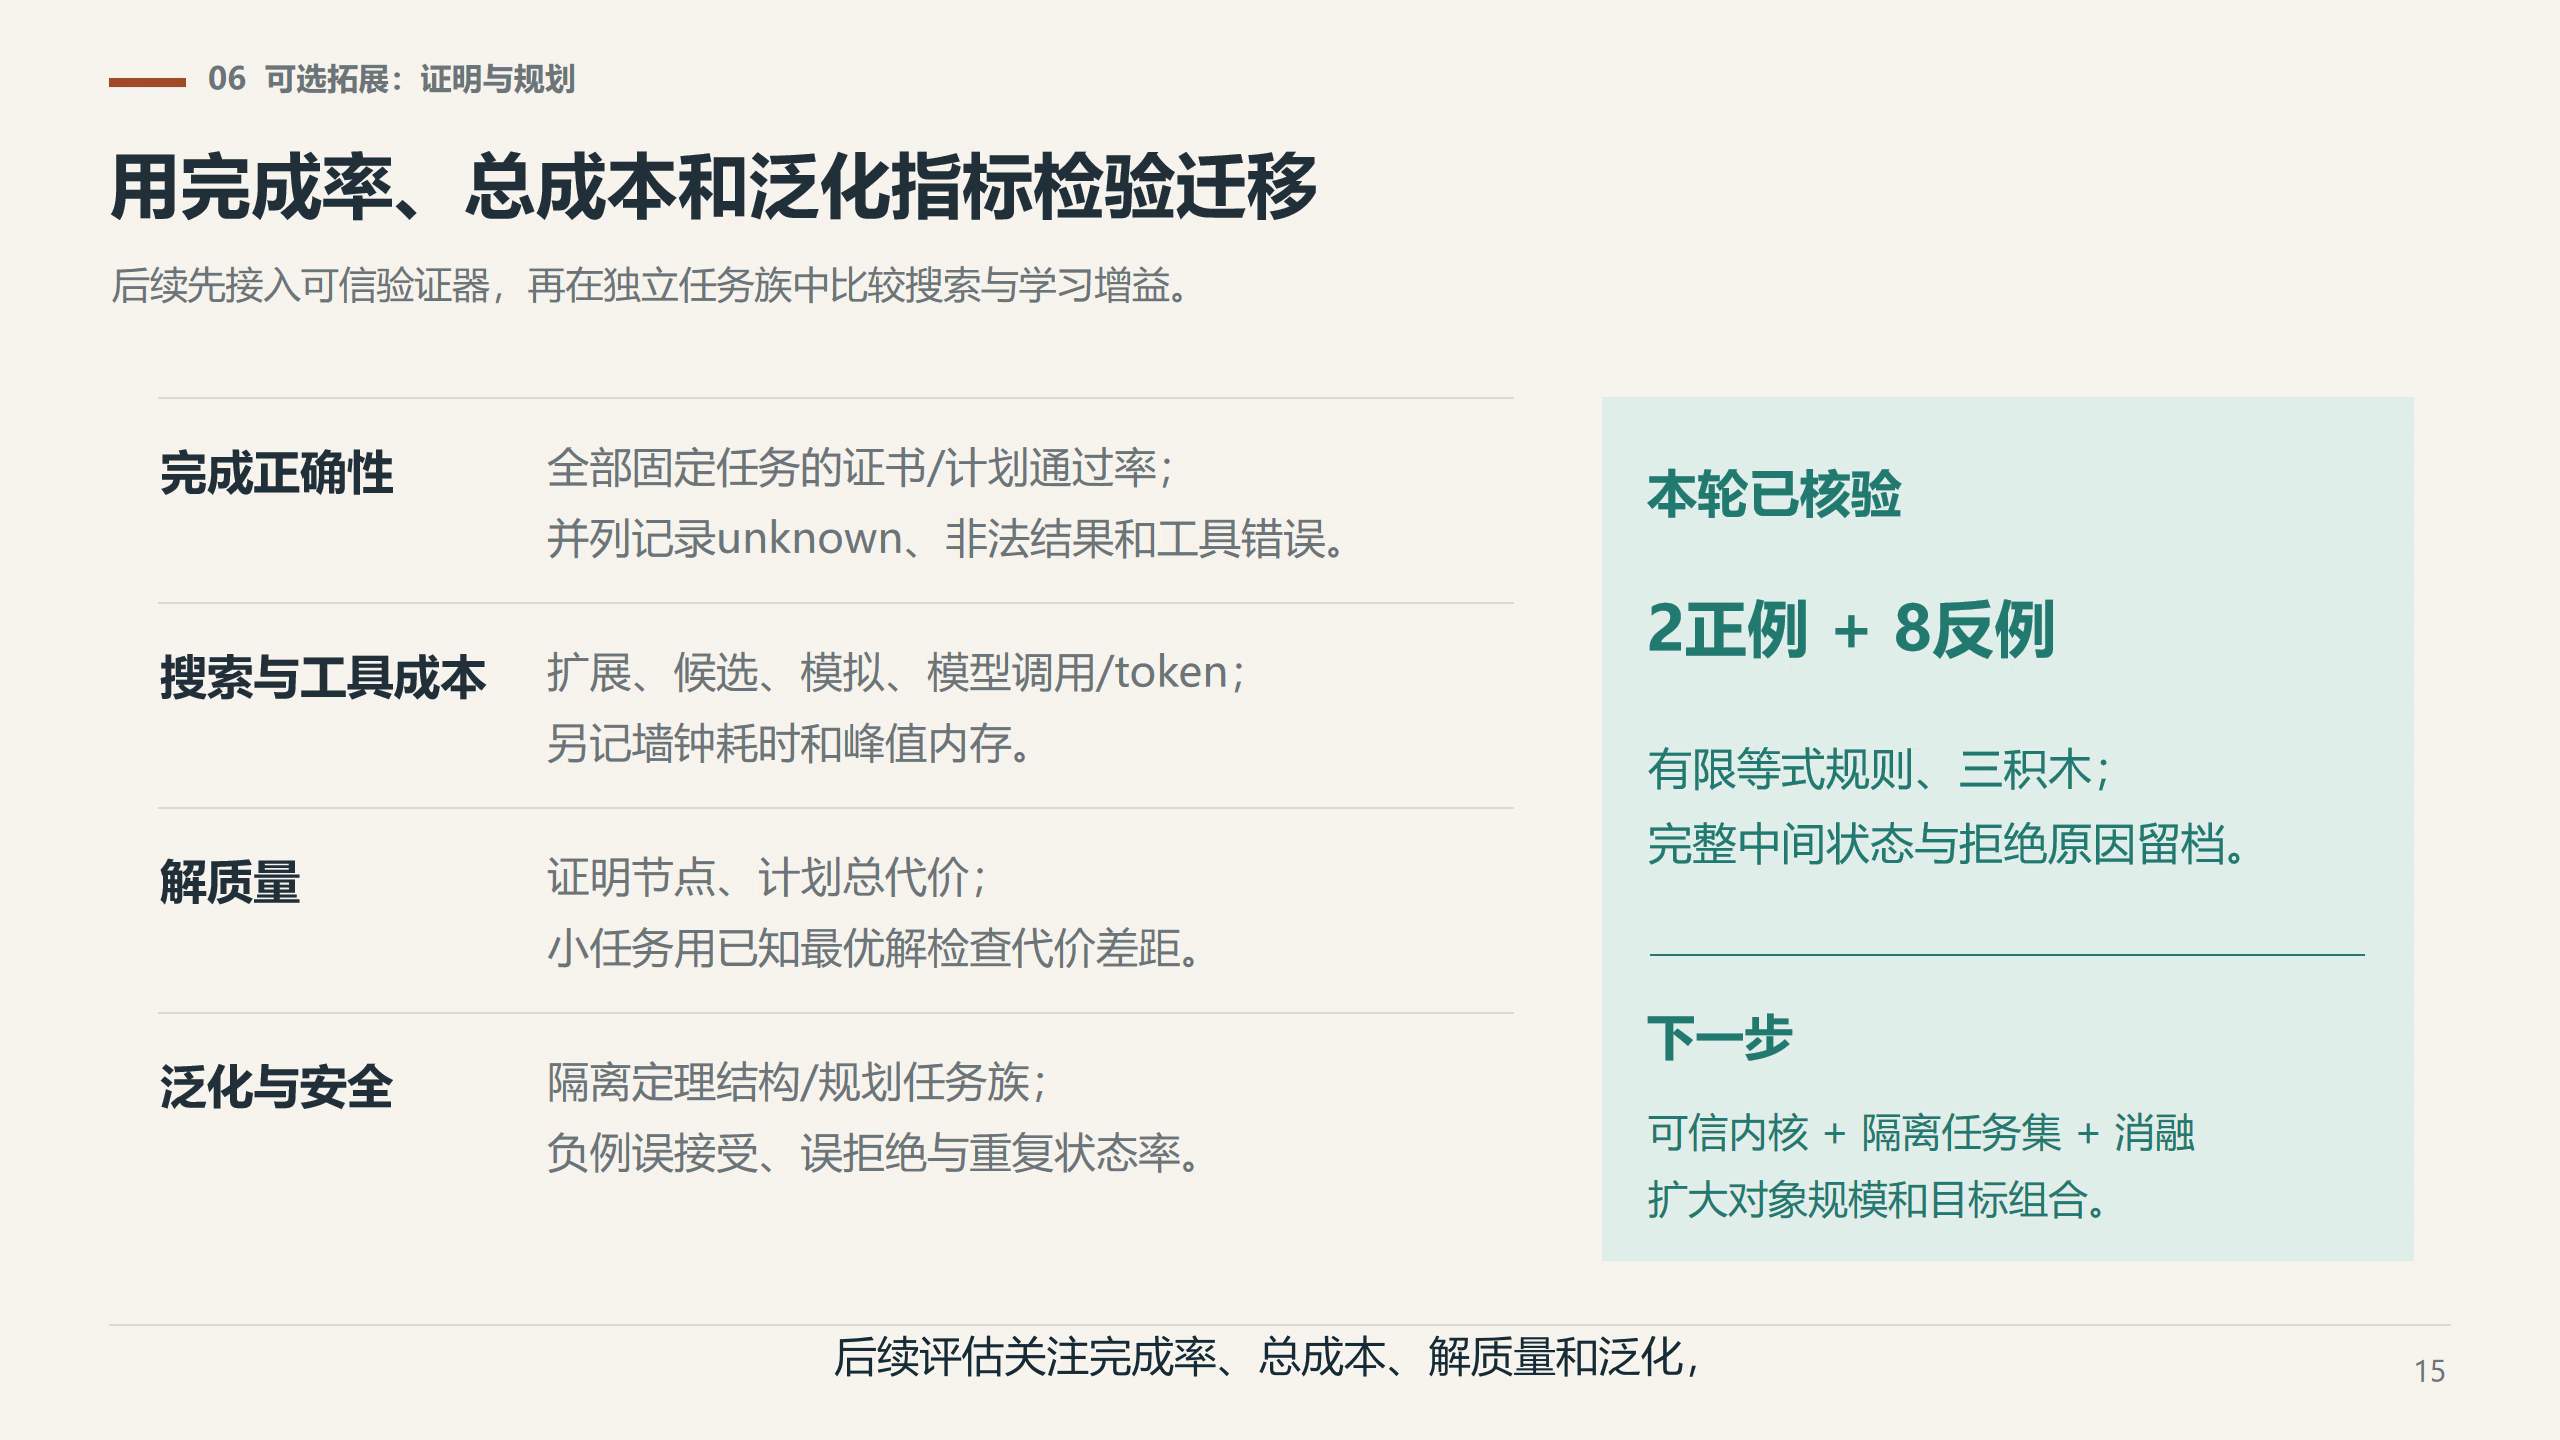 06 可选拓展：证明与规划
用完成率、总成本和泛化指标检验迁移
后续先接入可信验证器，再在独立任务族中比较搜索与学习增益。
完成正确性
全部固定任务的证书/计划通过率；
并列记录unknown、非法结果和工具错误。
搜索与工具成本
扩展、候选、模拟、模型调用/token；
另记墙钟耗时和峰值内存。
解质量
证明节点、计划总代价；
小任务用已知最优解检查代价差距。
泛化与安全
隔离定理结构/规划任务族；
负例误接受、误拒绝与重复状态率。
本轮已核验
2正例 + 8反例
有限等式规则、三积木；
完整中间状态与拒绝原因留档。
下一步
可信内核 + 隔离任务集 + 消融
扩大对象规模和目标组合。
后续评估关注完成率、总成本、解质量和泛化，
15